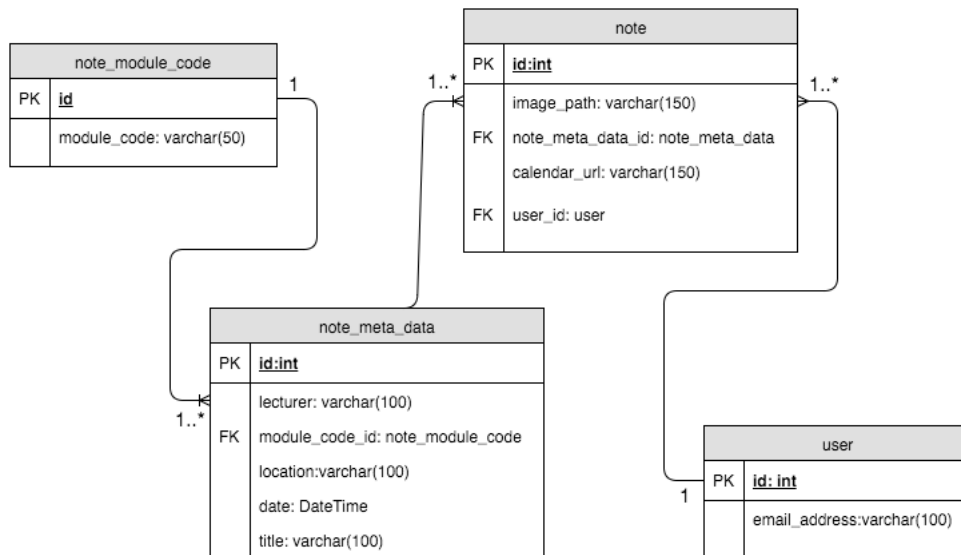 note_module_code
PK id
module_code: varchar(50)
1
1..*
note
PK id:int
image_path: varchar(150)
FK note_meta_data_id: note_meta_data
calendar_url: varchar(150)
FK user_id: user
1..*
1..*
note_meta_data
PK id:int
lecturer: varchar(100)
FK module_code_id: note_module_code
location:varchar(100)
date: DateTime
title: varchar(100)
1..*
user
PK id: int
email_address:varchar(100)
1